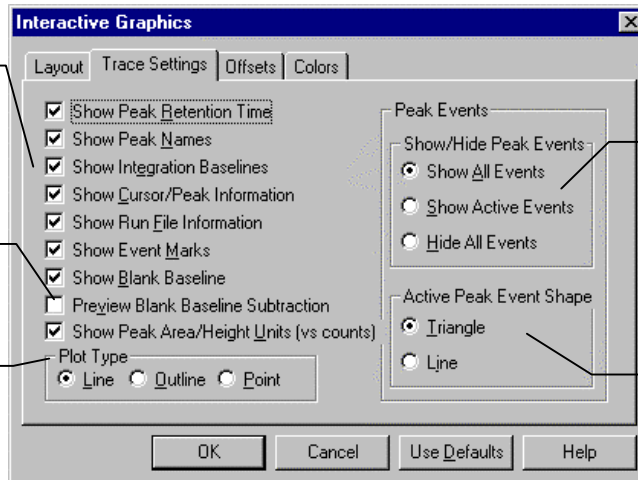 Interactive Graphics
Layout Trace Settings Offsets Colors
Show Peak Retention Time
Show Peak Names
Show Integration Baselines
Show Cursor/Peak Information
Show Run File Information
Show Event Marks
Show Blank Baseline
Preview Blank Baseline Subtraction
Show Peak Area/Height Units (vs counts)
Plot Type
Line Outline Point
Peak Events
Show/Hide Peak Events
Show All Events
Show Active Events
Hide All Events
Active Peak Event Shape
Triangle
Line
OK Cancel Use Defaults Help